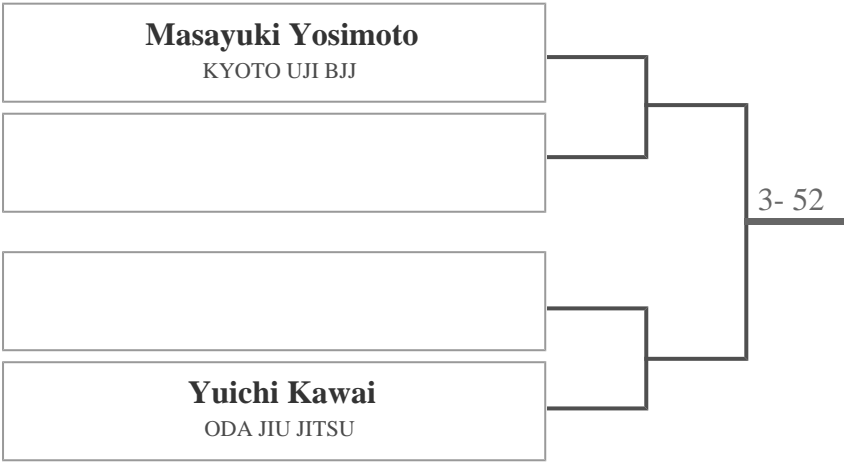 Masayuki Yosimoto
KYOTO UJI BJJ
3- 52
Yuichi Kawai
ODA JIU JITSU